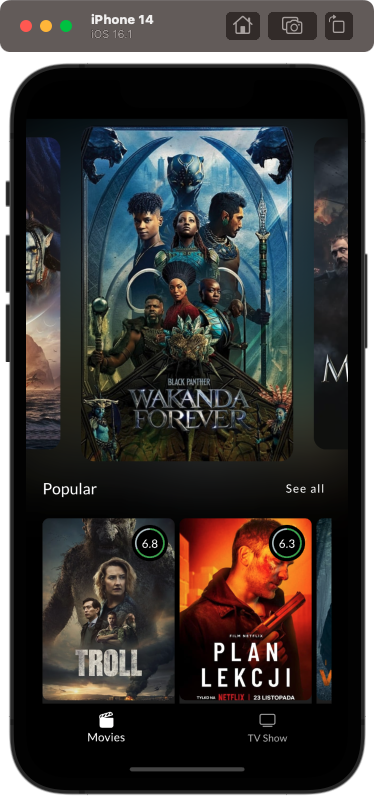 iPhone 14
iOS 16.1
BLACK PANTHER
WAKANDA
FOREVER
M
Popular
See all
6.8
6.3
TROLL
FILM NETFLIX
PLAN
LEKCJI
TYLKO NA NETFLIX | 23 LISTOPADA
Movies
TV Show